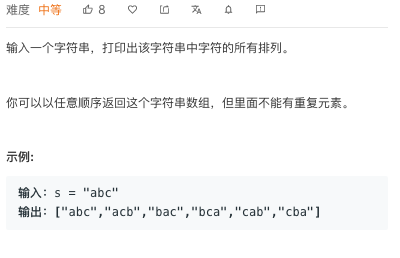 难度 中等 8
输入一个字符串，打印出该字符串中字符的所有排列。
你可以以任意顺序返回这个字符串数组，但里面不能有重复元素。
示例:
输入：s = "abc"
输出：["abc","acb","bac","bca","cab","cba"]